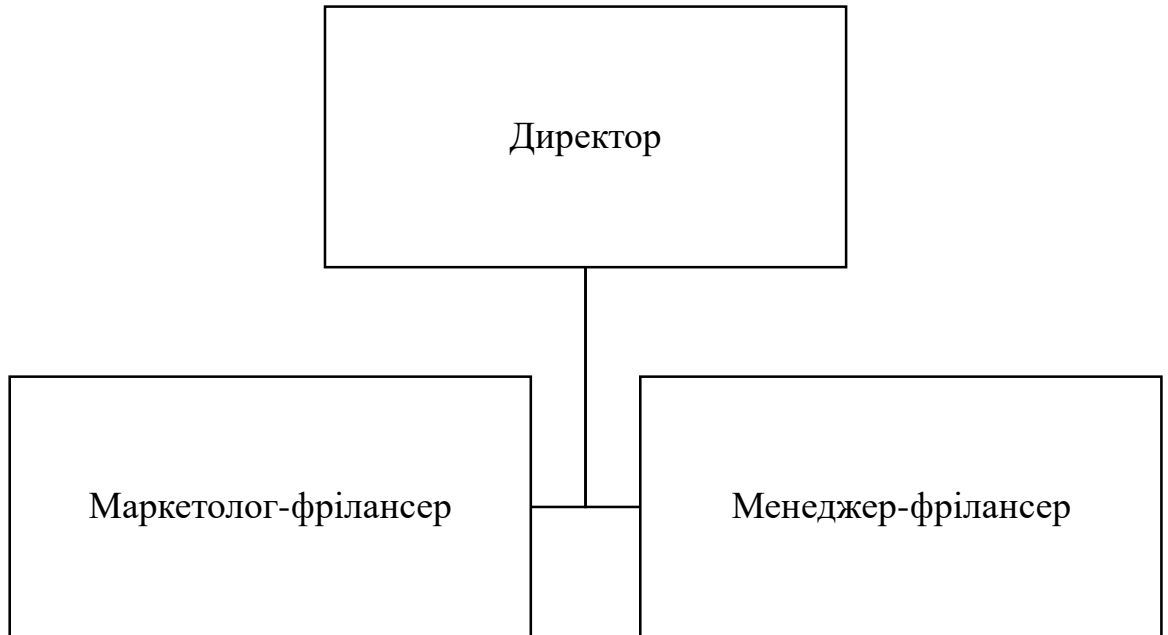 Директор
Маркетолог-фрілансер
Менеджер-фрілансер